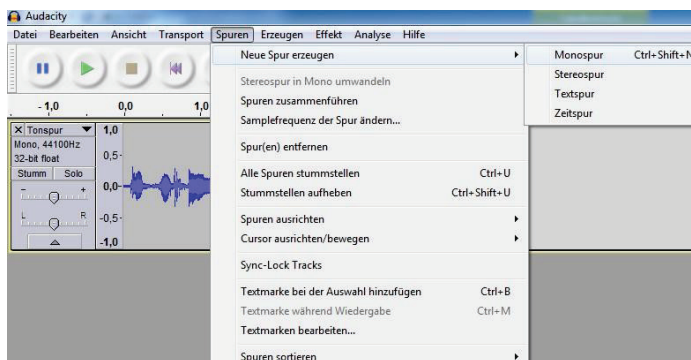 Audacity
Datei Bearbeiten Ansicht Transport Spuren Erzeugen Effekt Analyse Hilfe
Neue Spur erzeugen
Monospur Ctrl+Shift+N
Stereospur
Textspur
Zeitspur
Stereospur in Mono umwandeln
Spuren zusammenführen
Samplefrequenz der Spur ändern...
Spur(en) entfernen
Alle Spuren stummstellen Ctrl+U
Stummstellen aufheben Ctrl+Shift+U
Spuren ausrichten
Cursor ausrichten/bewegen
Sync-Lock Tracks
Textmarke bei der Auswahl hinzufügen Ctrl+B
Textmarke während Wiedergabe Ctrl+M
Textmarken bearbeiten...
Spuren sortieren
- 1,0 0,0 1,0
X Tonspur 1,0
Mono, 44100Hz
32-bit float 0,5-
Stumm Solo
- + 0,0-
L R -0,5-
-1,0